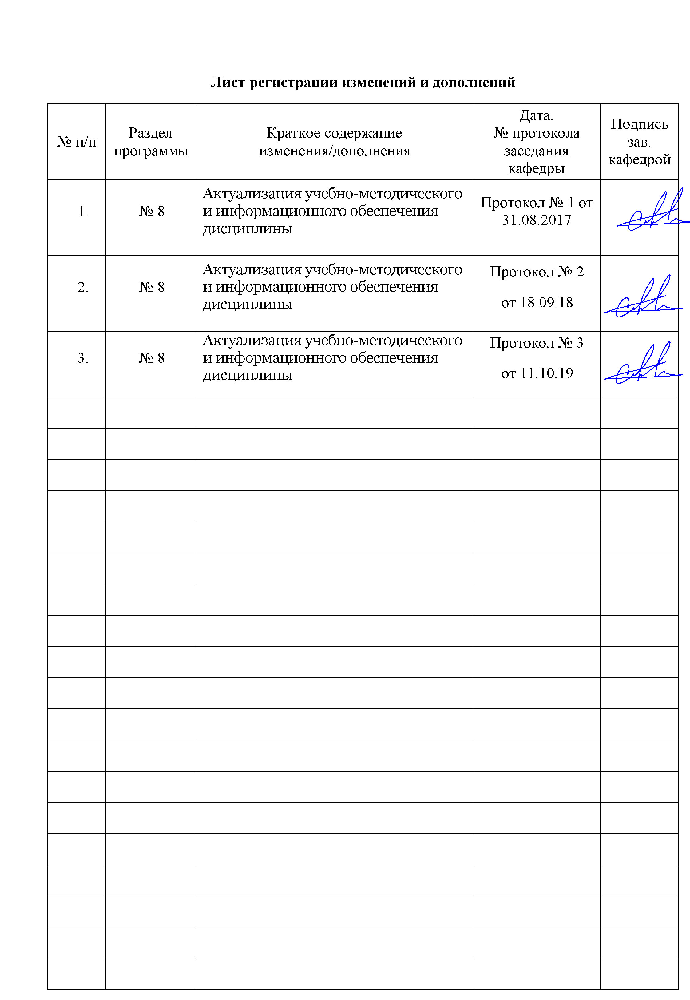 Лист регистрации изменений и дополнений
№ п/п
Раздел
программы
Краткое содержание
изменения/дополнения
Дата.
№ протокола
заседания
кафедры
Подпись
зав.
кафедрой
1.
№ 8
Актуализация учебно-методического
и информационного обеспечения
дисциплины
Протокол № 1 от
31.08.2017
2.
№ 8
Актуализация учебно-методического
и информационного обеспечения
дисциплины
Протокол № 2
от 18.09.18
3.
№ 8
Актуализация учебно-методического
и информационного обеспечения
дисциплины
Протокол № 3
от 11.10.19